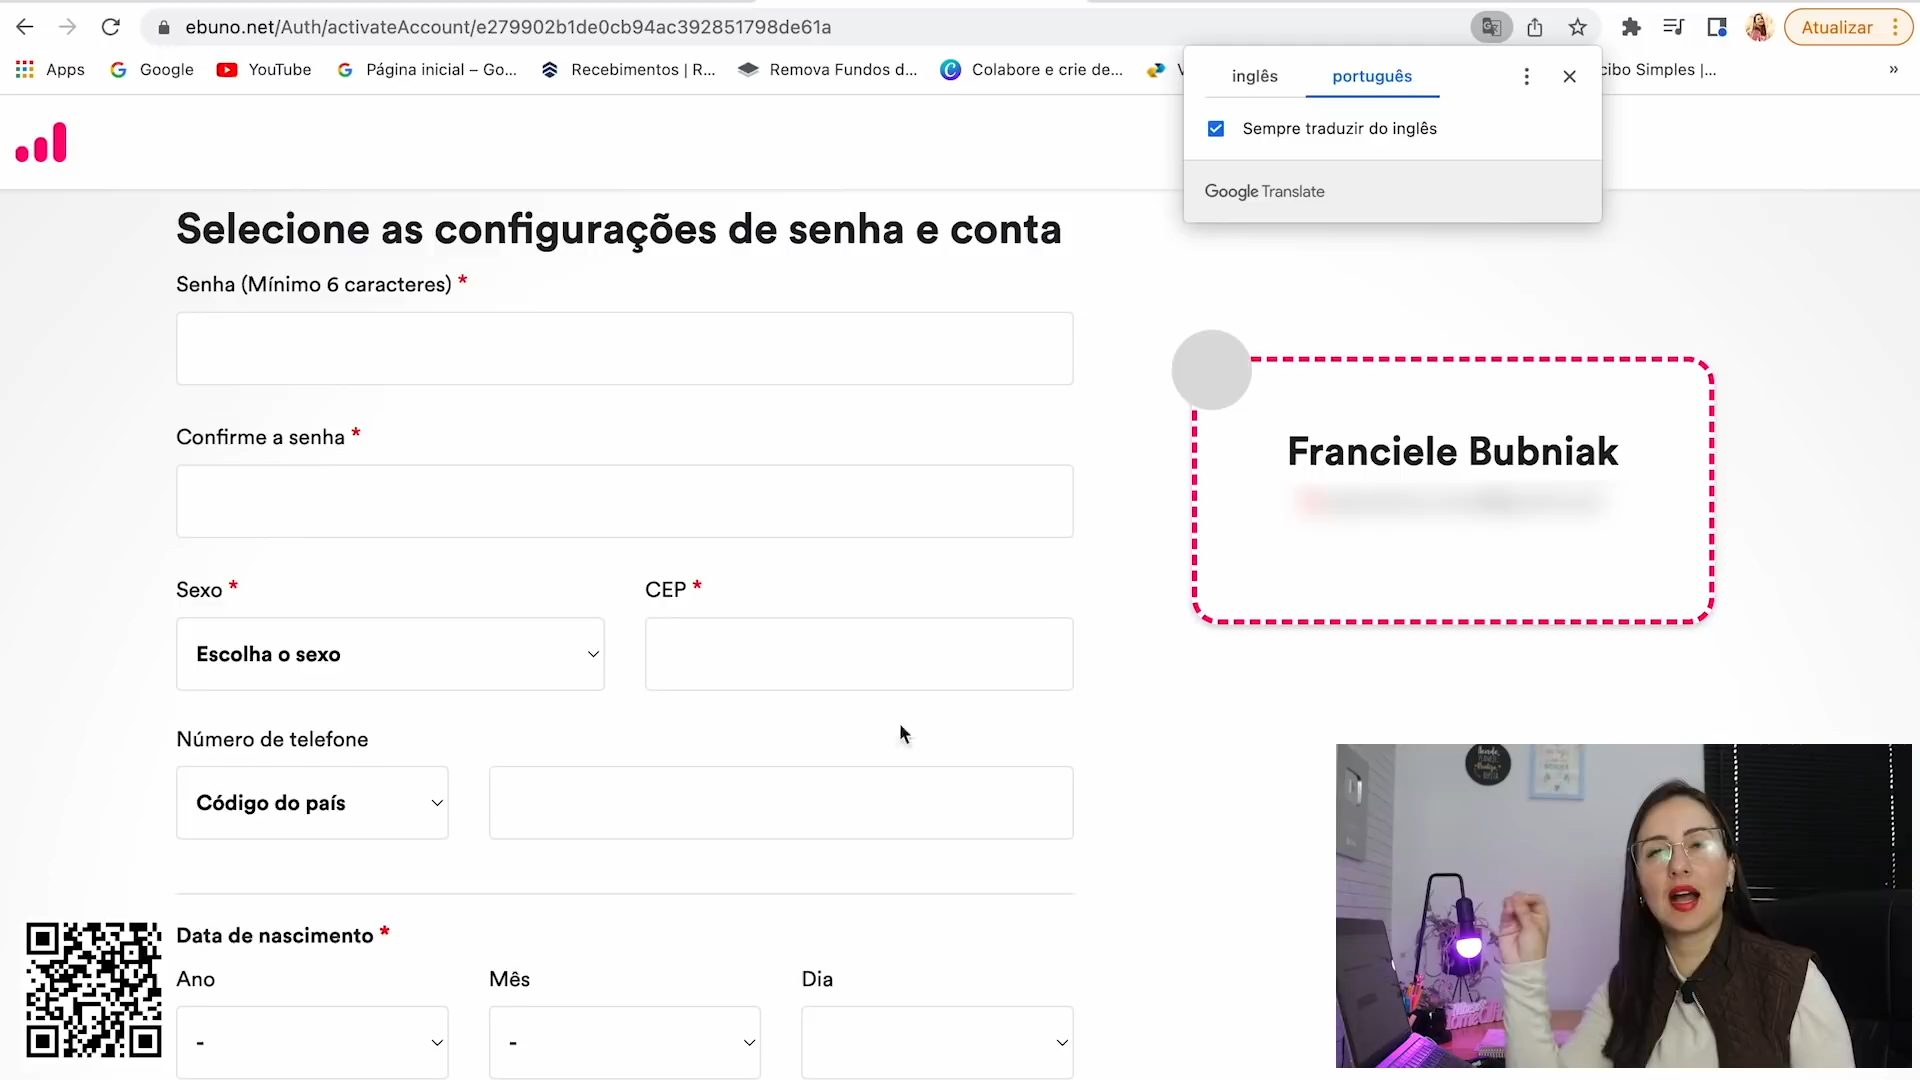 ebuno.net/Auth/activateAccount/e279902b1de0cb94ac392851798de61a
Atualizar
Apps
Google
YouTube
Página inicial – Go...
Recebimentos | R...
Remova Fundos d...
Colabore e crie de...
cibo Simples |...
»
inglês
português
Sempre traduzir do inglês
Google Translate
Selecione as configurações de senha e conta
Senha (Mínimo 6 caracteres) *
Confirme a senha *
Sexo *
CEP *
Escolha o sexo
Número de telefone
Código do país
Data de nascimento *
Ano
Mês
Dia
-
-
Franciele Bubniak